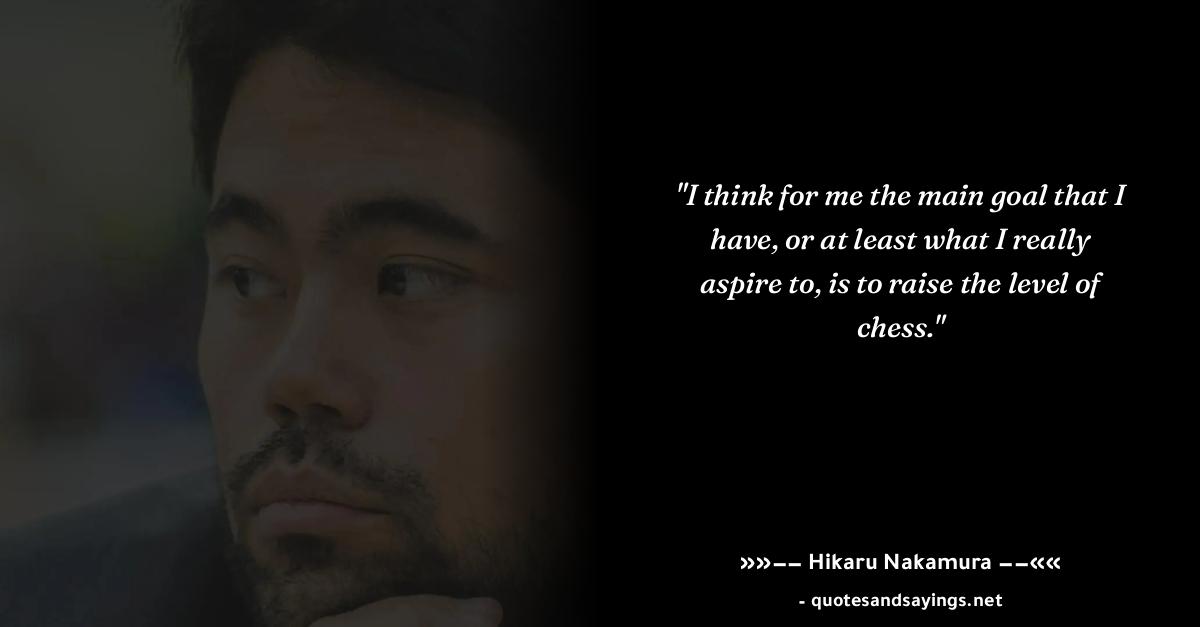 "I think for me the main goal that I
have, or at least what I really
aspire to, is to raise the level of
chess."
»»–– Hikaru Nakamura ––««
- quotesandsayings.net